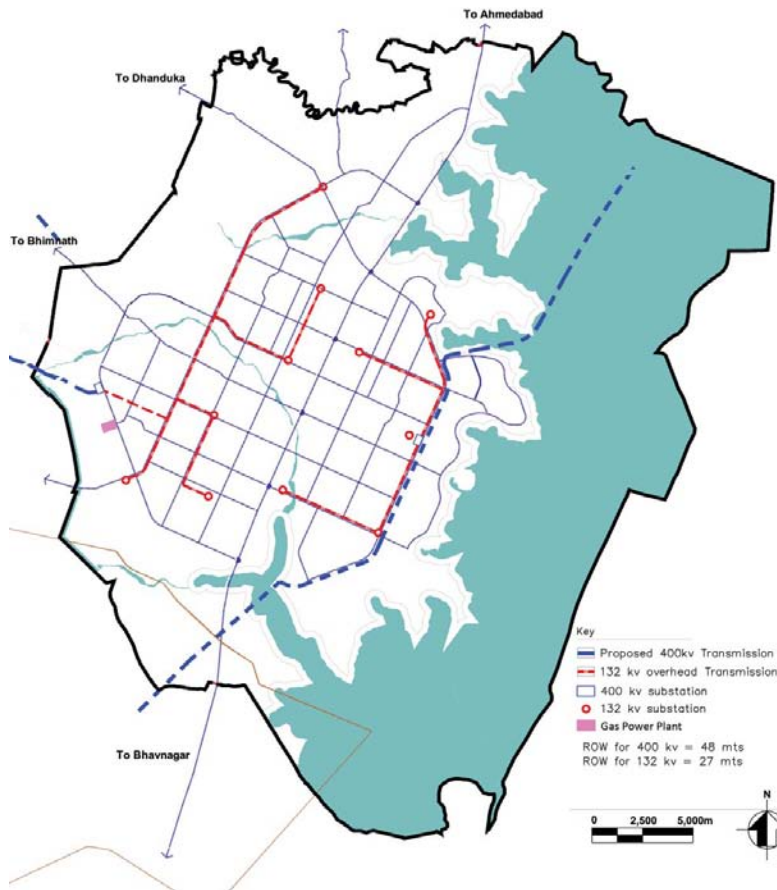 To Ahmedabad
To Dhanduka
To Bhimnath
To Bhavnagar
Key
Proposed 400kv Transmission
132 kv overhead Transmission
400 kv substation
132 kv substation
Gas Power Plant
ROW for 400 kv = 48 mts
ROW for 132 kv = 27 mts
N
0 2,500 5,000m